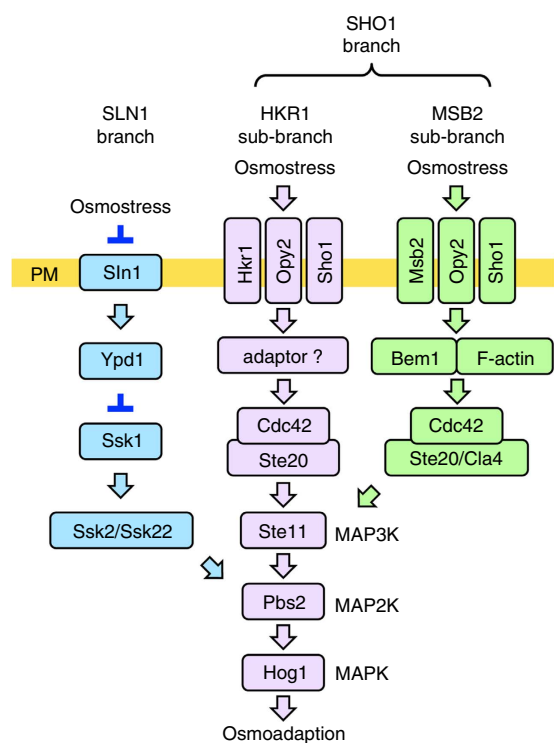 SHO1
branch
SLN1
branch
HKR1
sub-branch
MSB2
sub-branch
Osmostress
Osmostress
Osmostress
PM
Sln1
Hkr1
Opy2
Sho1
Msb2
Opy2
Sho1
Ypd1
adaptor ?
Bem1
F-actin
Ssk1
Cdc42
Ste20
Cdc42
Ste20/Cla4
Ssk2/Ssk22
Ste11
MAP3K
Pbs2
MAP2K
Hog1
MAPK
Osmoadaption